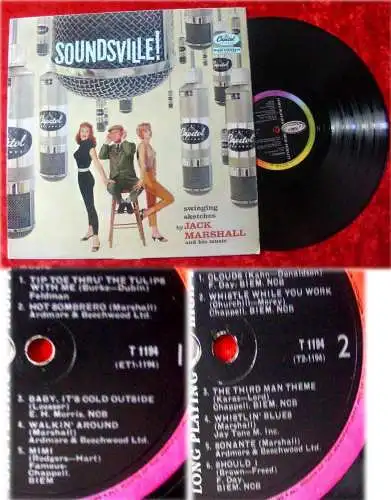 SOUNDSVILLE!
Capitol
Capitol
Capitol
Capitol
swinging
sketches
by JACK
MARSHALL
and his music
1. TIP TOE THRU' THE TULIPS
WITH ME (Burke-Dubin)
Feldman
2. HOT SOMBRERO (Marshall)
Ardmore & Beechwood Ltd.
T 1194
(ET1-1194)
1
3. BABY, IT'S COLD OUTSIDE
(Loesser)
E. H. Morris. NCB
4. WALKIN' AROUND
(Marshall)
Ardmore & Beechwood Ltd.
5. MIMI
(Rodgers-Hart)
Famous-
Chappell.
BIEM
1. CLOUDS (Kahn-Donaldson)
F. Day. BIEM. NCB
2. WHISTLE WHILE YOU WORK
(Churchill-Morey)
Chappell. BIEM. NCB
T 1194
(T2-1194)
2
LONG PLAYING
3. THE THIRD MAN THEME
(Karas-Lord)
Chappell. BIEM. NCB
4. WHISTLIN' BLUES
(Marshall)
Jay Tone M. Inc.
5. SONANTE (Marshall)
Ardmore & Beechwood Ltd.
6. SHOULD I
(Brown-Freed)
F. Day
BIEM. NCB